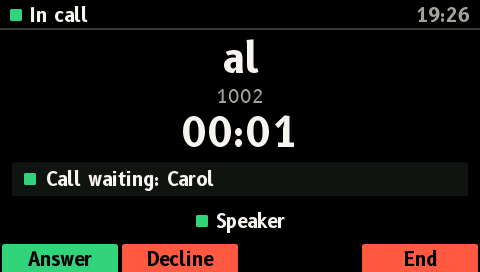 In call 19:26
al
1002
00:01
Call waiting: Carol
Speaker
Answer Decline End